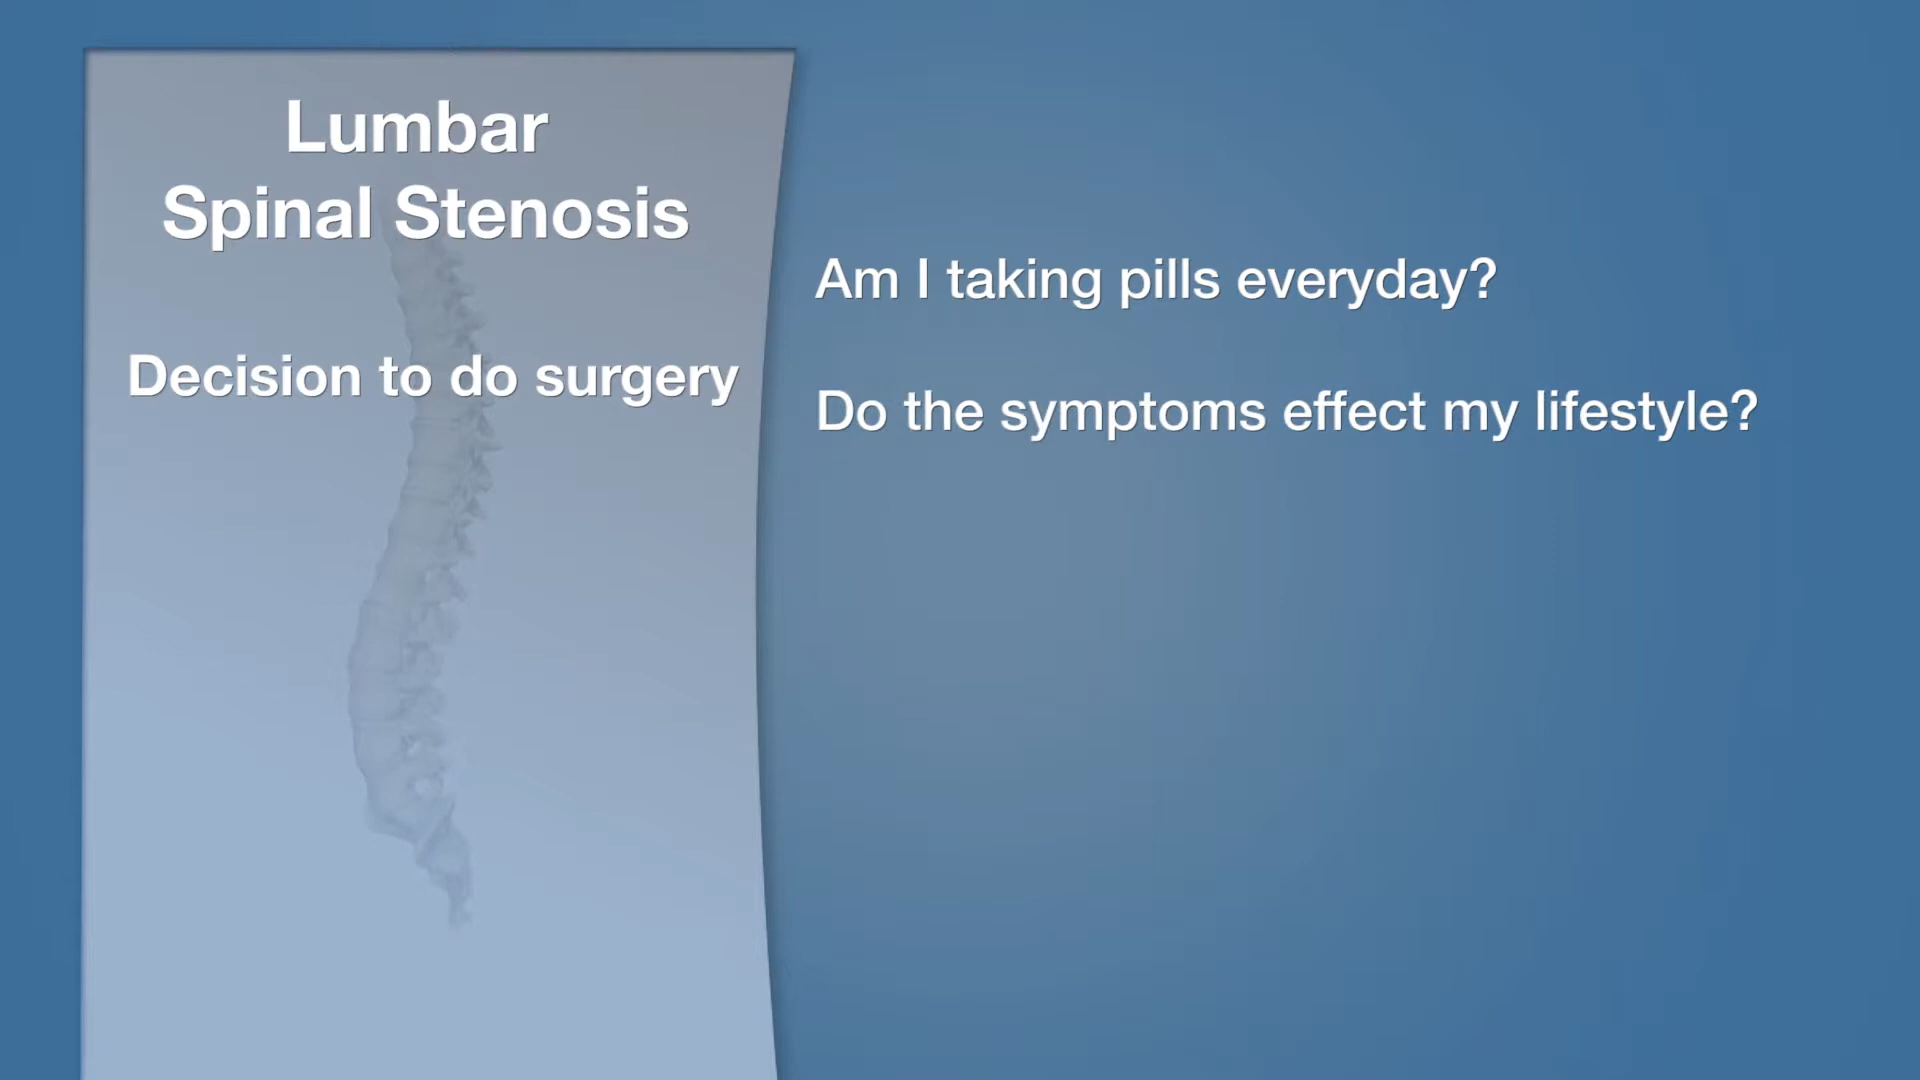 Lumbar
Spinal Stenosis
Decision to do surgery
Am I taking pills everyday?
Do the symptoms effect my lifestyle?